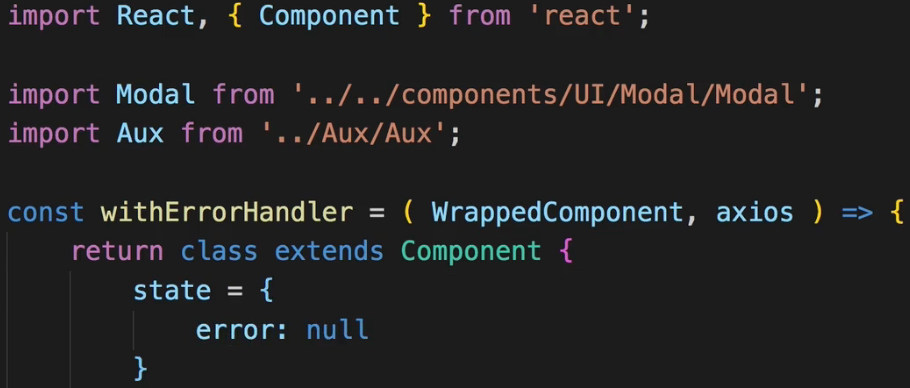 import React, { Component } from 'react';
import Modal from '../../components/UI/Modal/Modal';
import Aux from '../Aux/Aux';
const withErrorHandler = ( WrappedComponent, axios ) => {
return class extends Component {
state = {
error: null
}